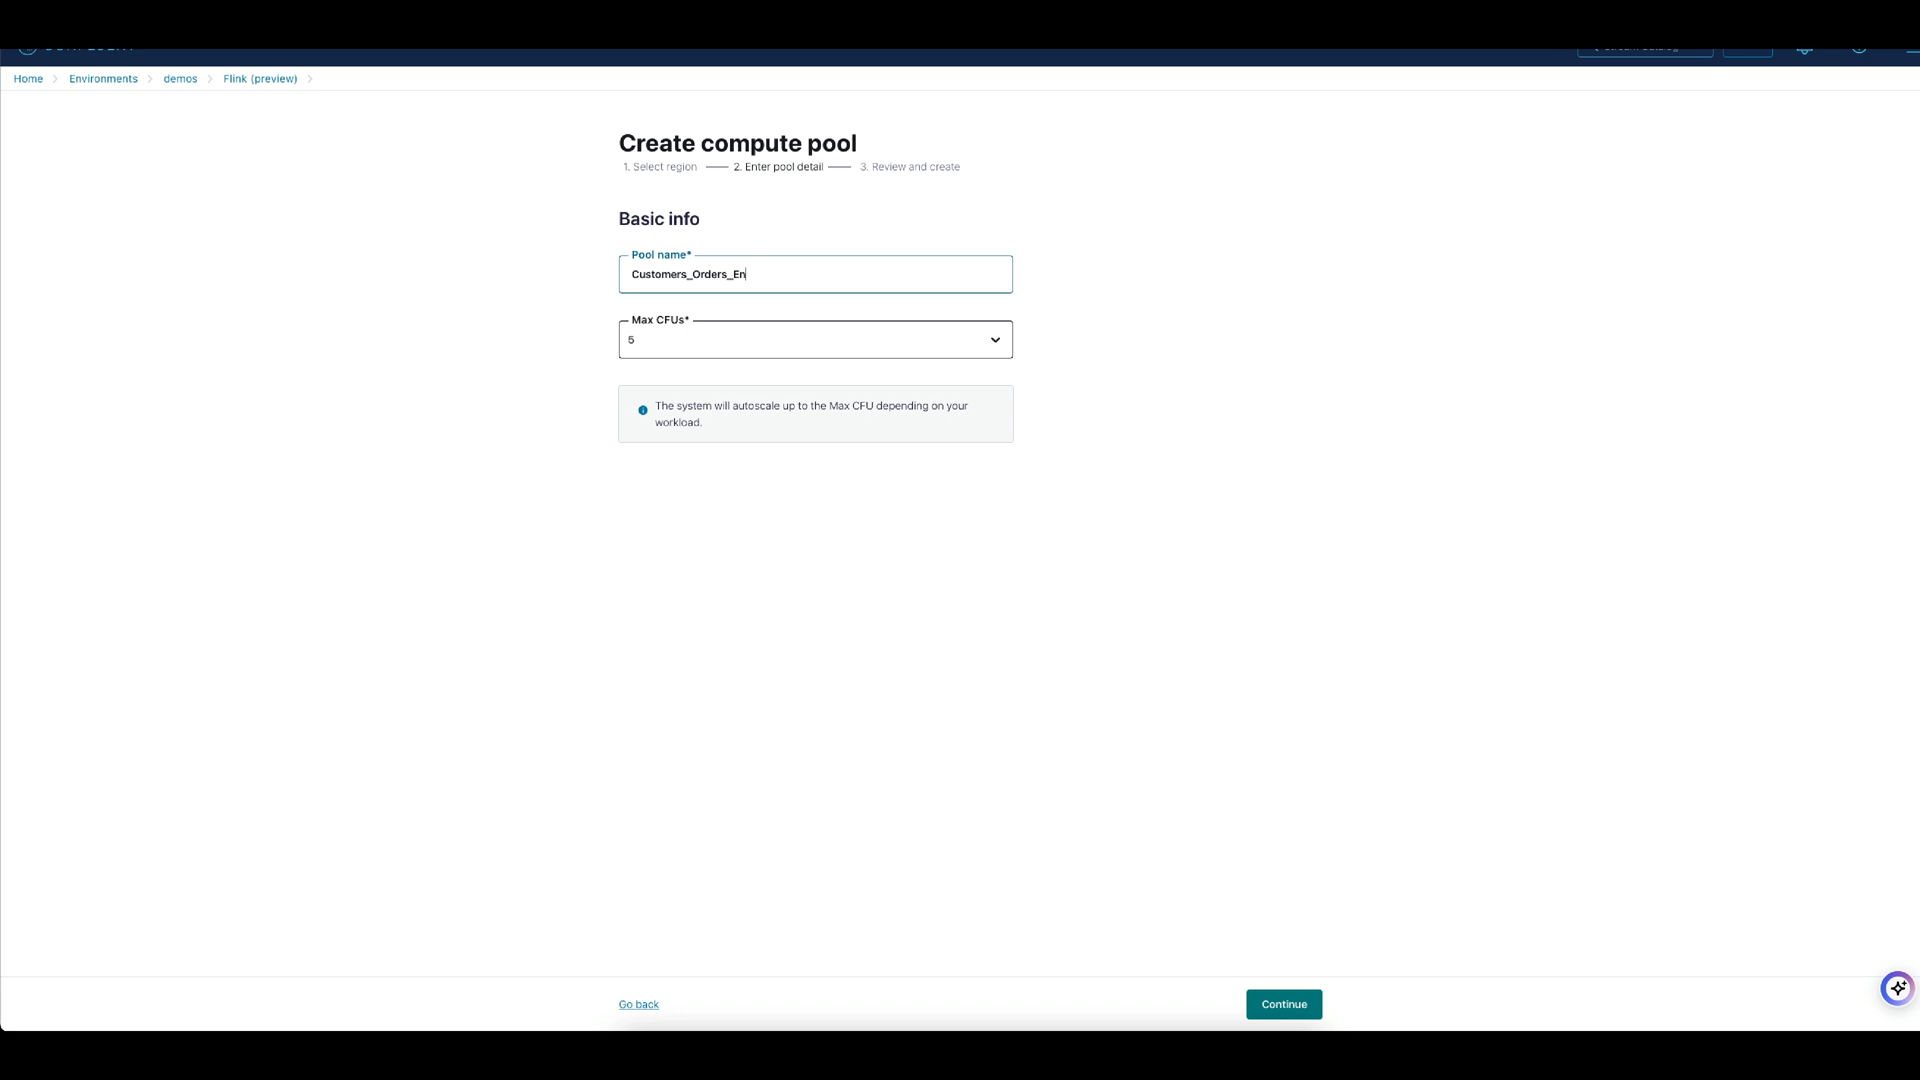 Home
Environments
demos
Flink (preview)
Create compute pool
1. Select region
2. Enter pool detail
3. Review and create
Basic info
Pool name*
Customers_Orders_En
Max CFUs*
5
The system will autoscale up to the Max CFU depending on your
workload.
Go back
Continue